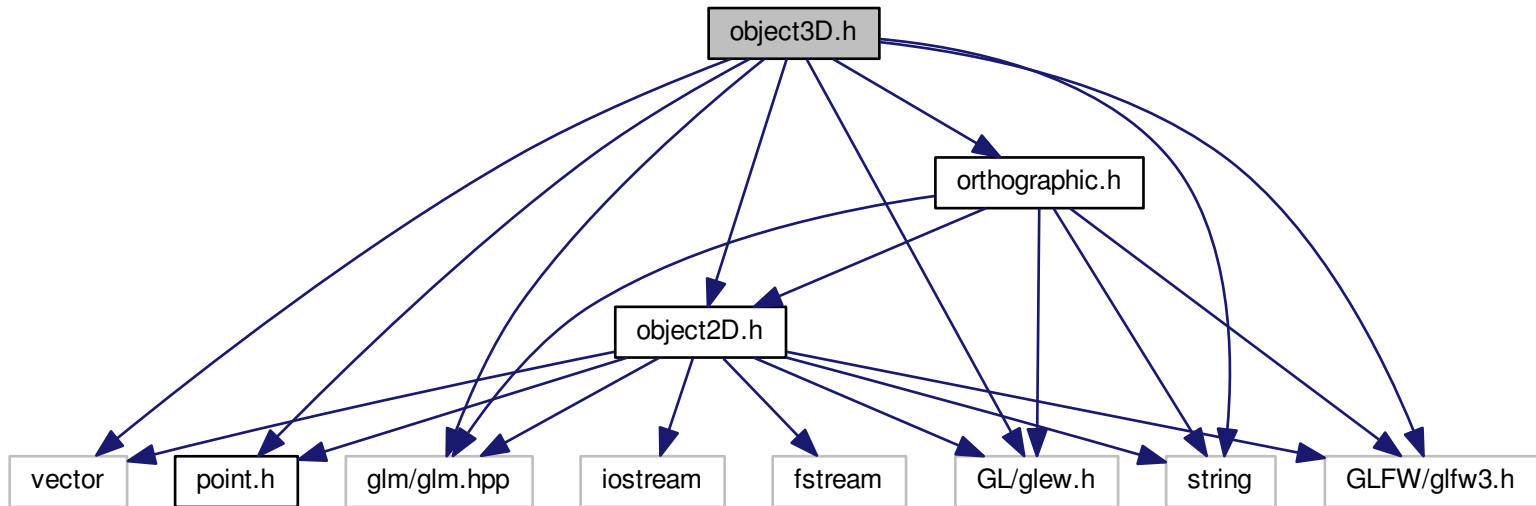 object3D.h
orthographic.h
object2D.h
vector
point.h
glm/glm.hpp
iostream
fstream
GL/glew.h
string
GLFW/glfw3.h